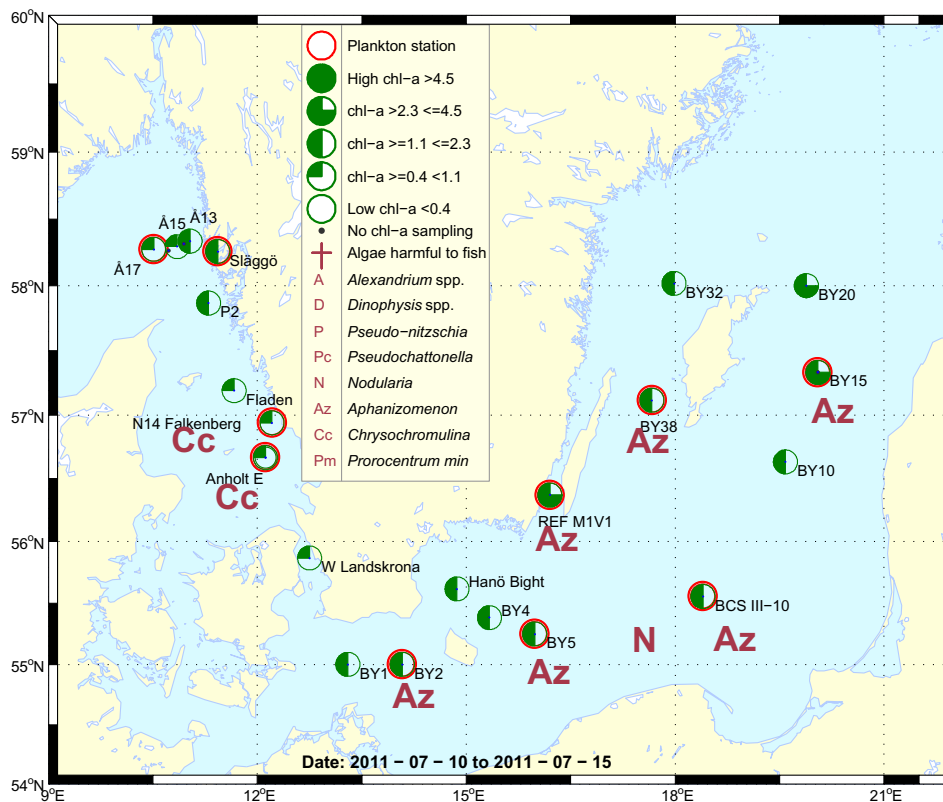 60°N
59°N
58°N
57°N
56°N
55°N
54°N
9°E
12°E
15°E
18°E
21°E
Plankton station
High chl−a >4.5
chl−a >2.3 <=4.5
chl−a >=1.1 <=2.3
chl−a >=0.4 <1.1
Low chl−a <0.4
No chl−a sampling
Algae harmful to fish
A Alexandrium spp.
D Dinophysis spp.
P Pseudo−nitzschia
Pc Pseudochattonella
N Nodularia
Az Aphanizomenon
Cc Chrysochromulina
Pm Prorocentrum min
Å15
Å13
Å17
Släggö
P2
Fladen
N14 Falkenberg
Cc
Anholt E
Cc
W Landskrona
BY32
BY20
BY15
Az
BY38
Az
BY10
REF M1V1
Az
Hanö Bight
BY4
BY5
Az
BCS III−10
N
Az
BY1
BY2
Az
Date: 2011 − 07 − 10 to 2011 − 07 − 15